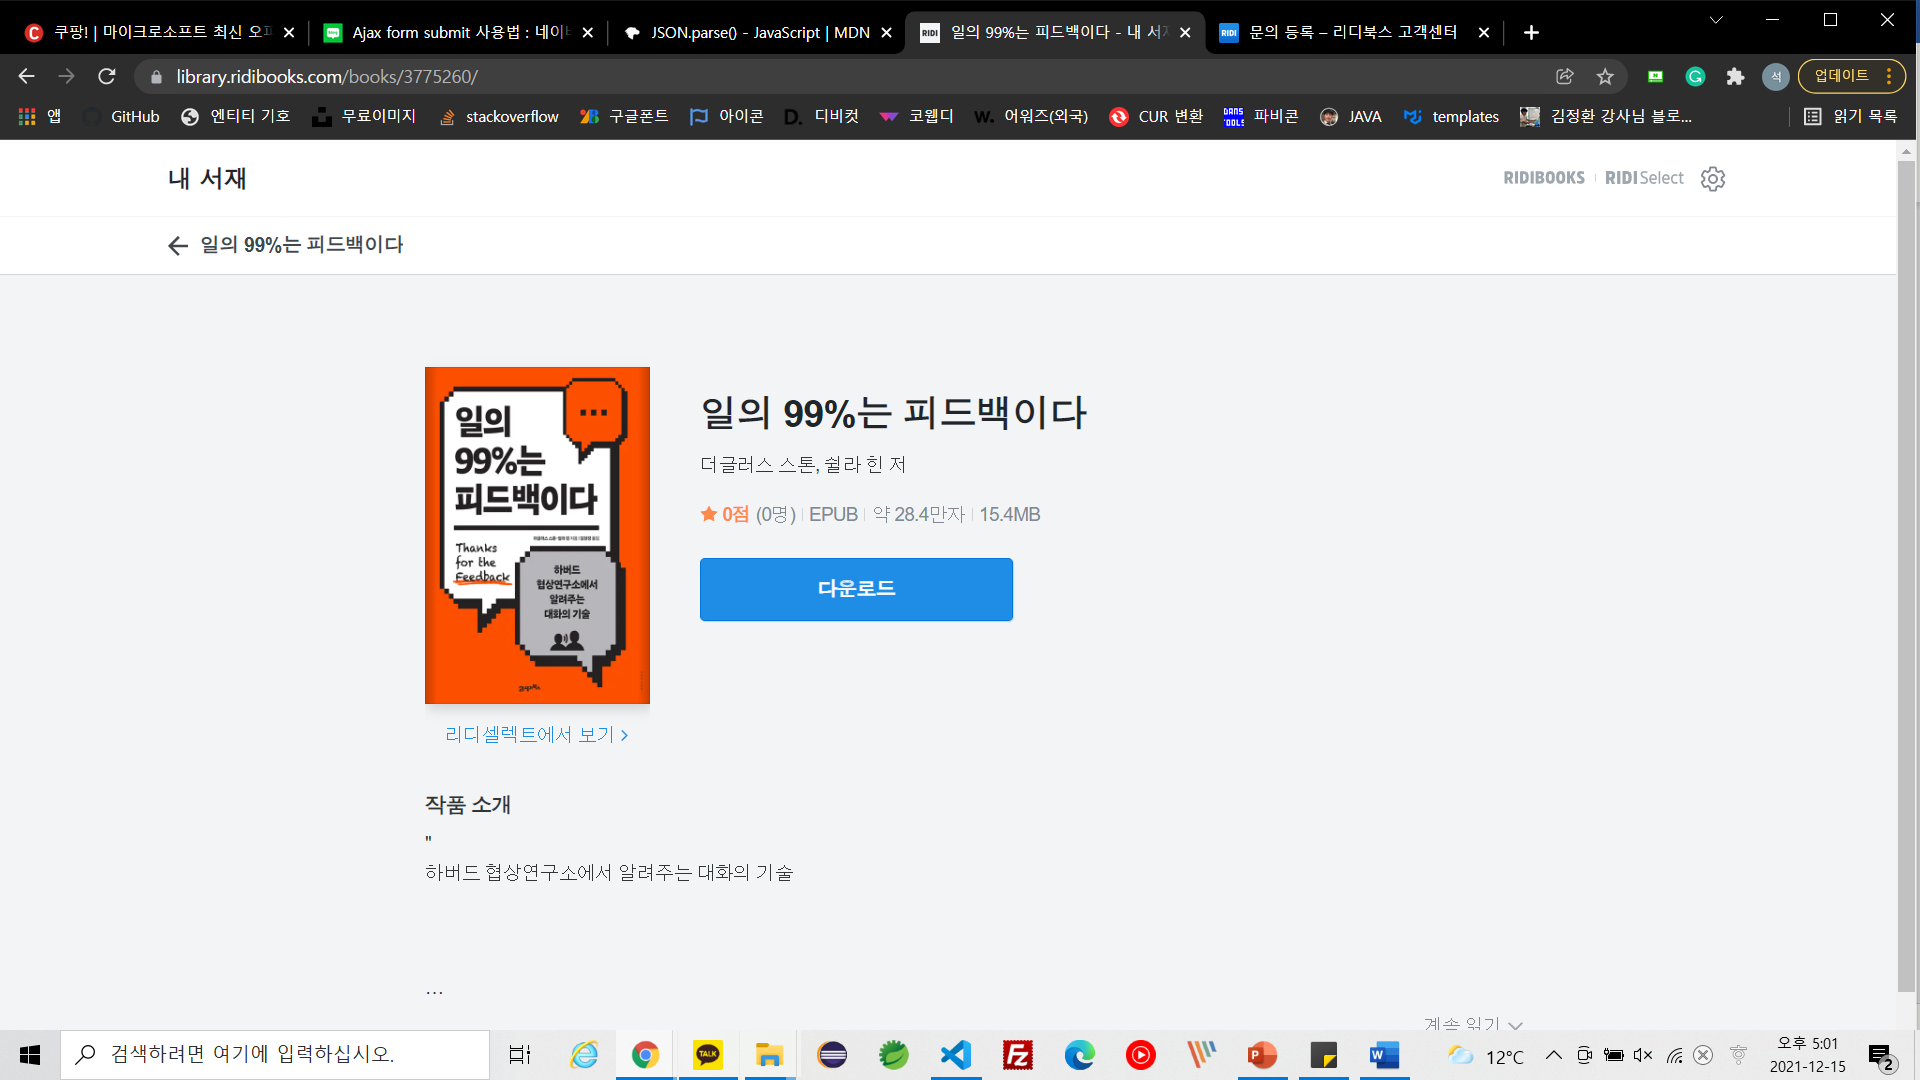 쿠팡! | 마이크로소프트 최신 오피
Ajax form submit 사용법 : 네이버
JSON.parse() - JavaScript | MDN
일의 99%는 피드백이다 - 내 서재
문의 등록 – 리디북스 고객센터
library.ridibooks.com/books/3775260/
석
업데이트
앱
GitHub
엔티티 기호
무료이미지
stackoverflow
구글폰트
아이콘
디비컷
코웹디
어워즈(외국)
CUR 변환
파비콘
JAVA
templates
김정환 강사님 블로...
읽기 목록
내 서재
RIDIBOOKS
RIDI Select
일의 99%는 피드백이다
일의
99%는
피드백이다
Thanks
for the
Feedback
하버드
협상연구소에서
알려주는
대화의 기술
일의 99%는 피드백이다
더글러스 스톤, 쉴라 힌 저
0점 (0명) EPUB 약 28.4만자 15.4MB
다운로드
리디셀렉트에서 보기
작품 소개
"
하버드 협상연구소에서 알려주는 대화의 기술
...
계속 읽기
검색하려면 여기에 입력하십시오.
TALK
12°C
오후 5:01
2021-12-15
2